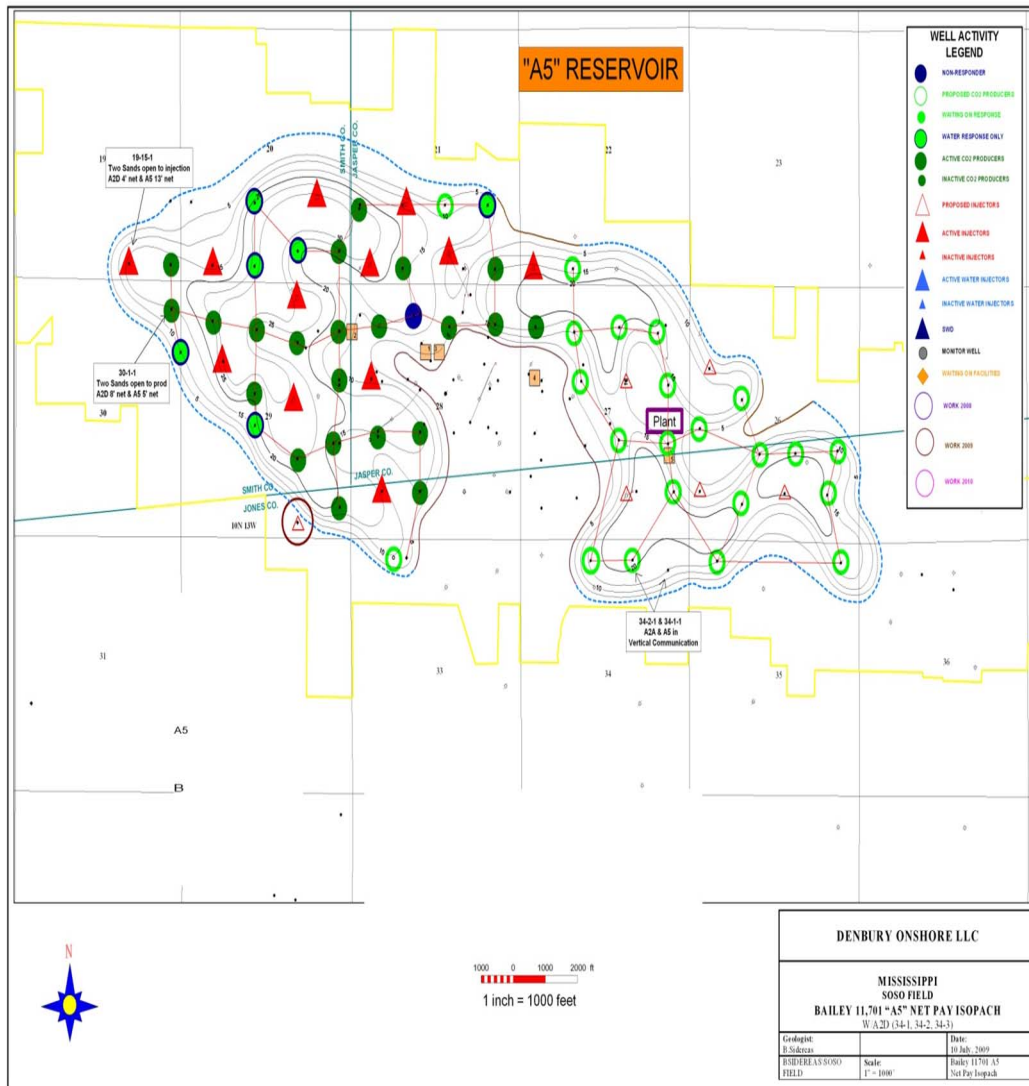 "A5" RESERVOIR
WELL ACTIVITY
LEGEND
NON-RESPONDER
PROPOSED CO2 PRODUCERS
WAITING ON RESPONSE
WATER RESPONSE ONLY
ACTIVE CO2 PRODUCERS
INACTIVE CO2 PRODUCERS
PROPOSED INJECTORS
ACTIVE INJECTORS
INACTIVE INJECTORS
ACTIVE WATER INJECTORS
INACTIVE WATER INJECTORS
SWD
MONITOR WELL
WAITING ON FACILITIES
WORK 2008
WORK 2009
WORK 2010
19
20
21
22
23
SMITH CO.
JASPER CO.
19-15-1
Two Sands open to injection
A2D 4' net & A5 13' net
30-1-1
Two Sands open to prod
A2D 8' net & A5 5' net
30
29
28
27
26
Plant
JASPER CO.
SMITH CO.
JONES CO.
10N 13W
34-2-1 & 34-1-1
A2A & A5 in
Vertical Communication
31
33
34
35
36
A5
B
N
1000 0 1000 2000 ft
1 inch = 1000 feet
DENBURY ONSHORE LLC
MISSISSIPPI
SOSO FIELD
BAILEY 11,701 "A5" NET PAY ISOPACH
W/A2D (34-1, 34-2, 34-3)
Geologist:
B.Sidereas
Date:
10 July, 2009
BSIDEREAS/SOSO
FIELD
Scale:
1" = 1000'
Bailey 11701 A5
Net Pay Isopach